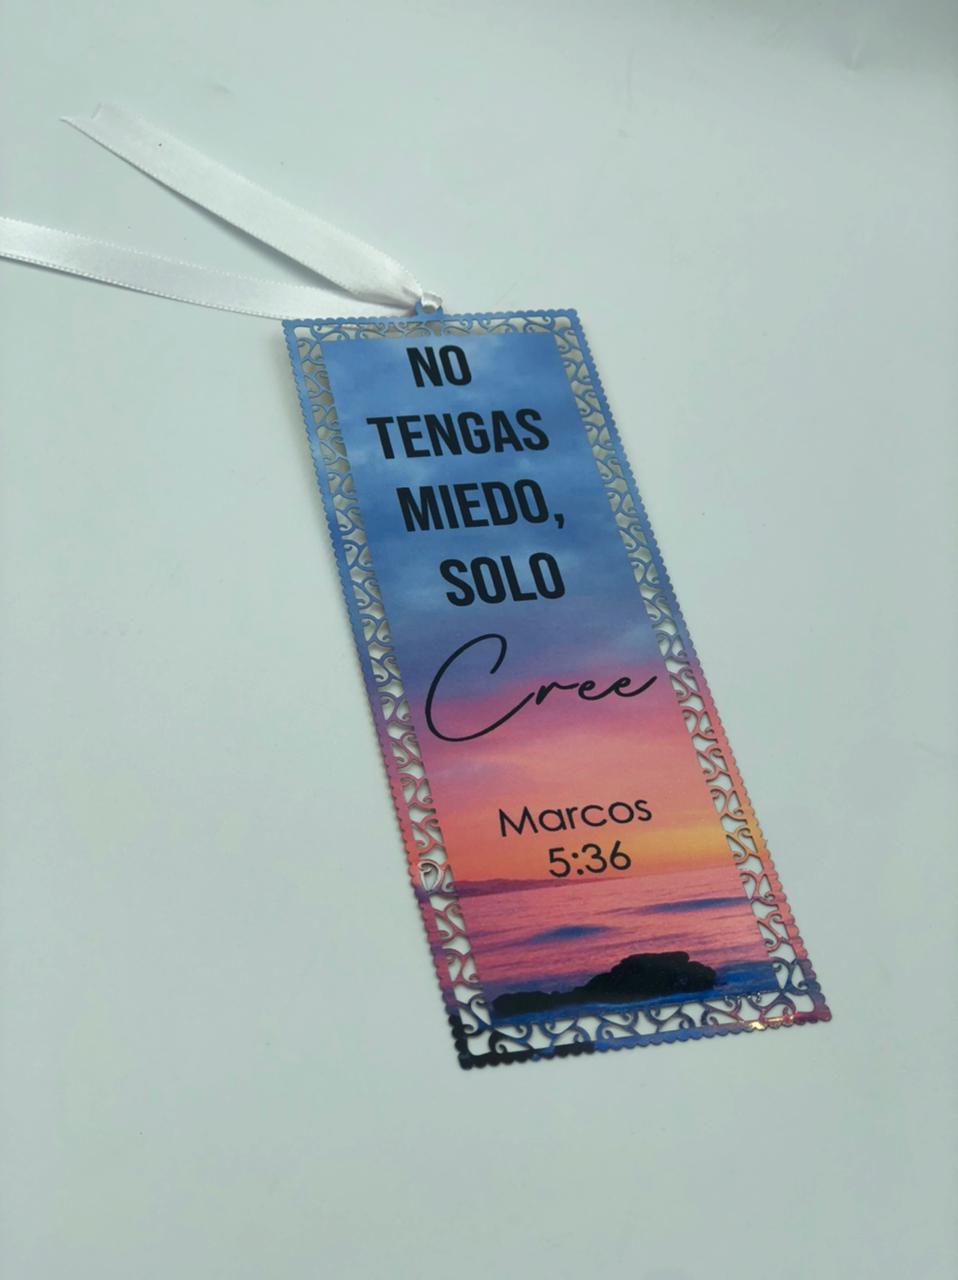 NO
TENGAS
MIEDO,
SOLO
Cree
Marcos
5:36